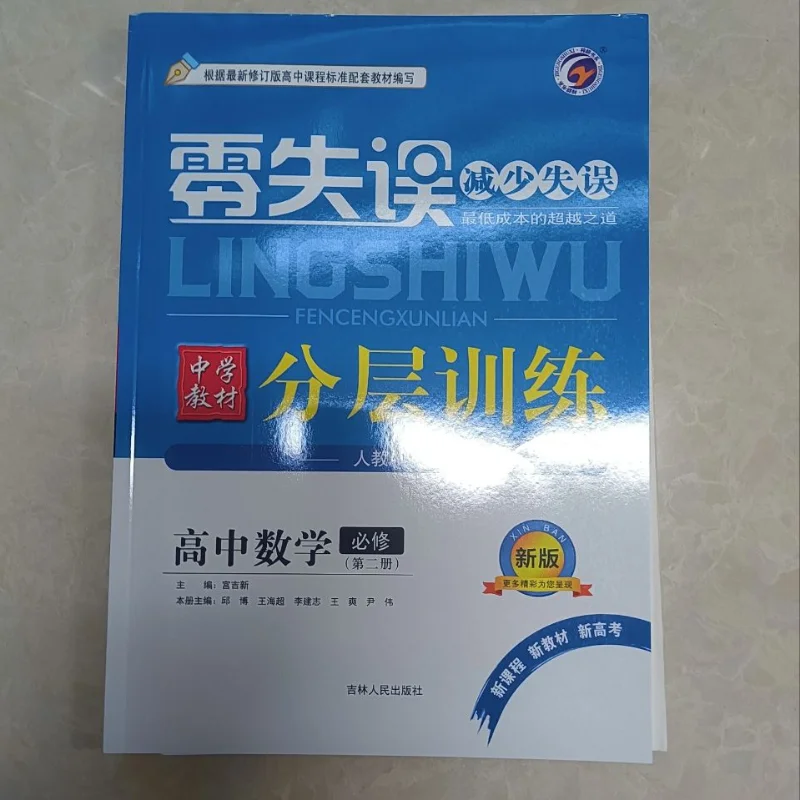 根据最新修订版高中课程标准配套教材编写
零失误
减少失误
最低成本的超越之道
LINGSHIWU
FENCENGXUNLIAN
中学
教材
分层训练
人教
高中数学 必修
(第二册)
XIN BAN
新版
更多精彩为您呈现
主 编:宫吉新
本册主编:邱 博 王海超 李建志 王 爽 尹 伟
新课程 新教材 新高考
吉林人民出版社